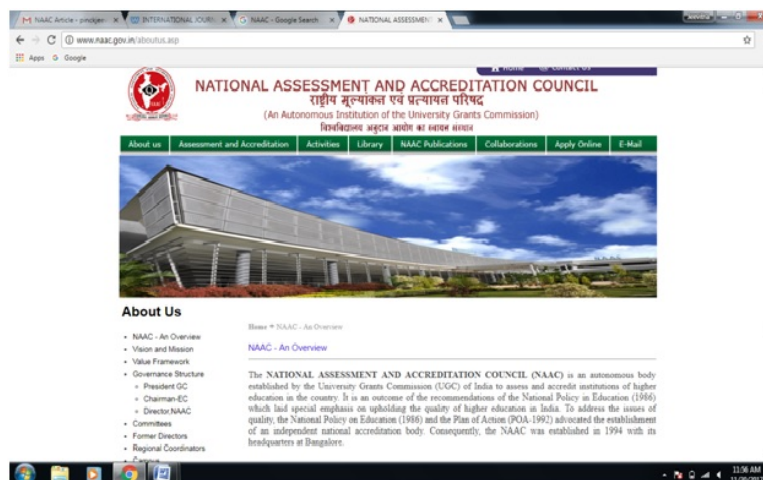 NAAC Article - pinckjen
INTERNATIONAL JOUR
NAAC - Google Search
NATIONAL ASSESSMEN
www.naac.gov.in/aboutus.asp
Apps
Google
Home
Contact Us
NATIONAL ASSESSMENT AND ACCREDITATION COUNCIL
राष्ट्रीय मूल्यांकन एवं प्रत्यायन परिषद
(An Autonomous Institution of the University Grants Commission)
विश्वविद्यालय अनुदान आयोग का स्वायत्त संस्थान
About us Assessment and Accreditation Activities Library NAAC Publications Collaborations Apply Online E-Mail
About Us
NAAC - An Overview
Vision and Mission
Value Framework
Governance Structure
President GC
Chairman-EC
Director,NAAC
Committees
Former Directors
Regional Coordinators
Campus
Home NAAC - An Overview
NAAC - An Overview
The NATIONAL ASSESSMENT AND ACCREDITATION COUNCIL (NAAC) is an autonomous body
established by the University Grants Commission (UGC) of India to assess and accredit institutions of higher
education in the country. It is an outcome of the recommendations of the National Policy in Education (1986)
which laid special emphasis on upholding the quality of higher education in India. To address the issues of
quality, the National Policy on Education (1986) and the Plan of Action (POA-1992) advocated the establishment
of an independent national accreditation body. Consequently, the NAAC was established in 1994 with its
headquarters at Bangalore.
11:56 AM